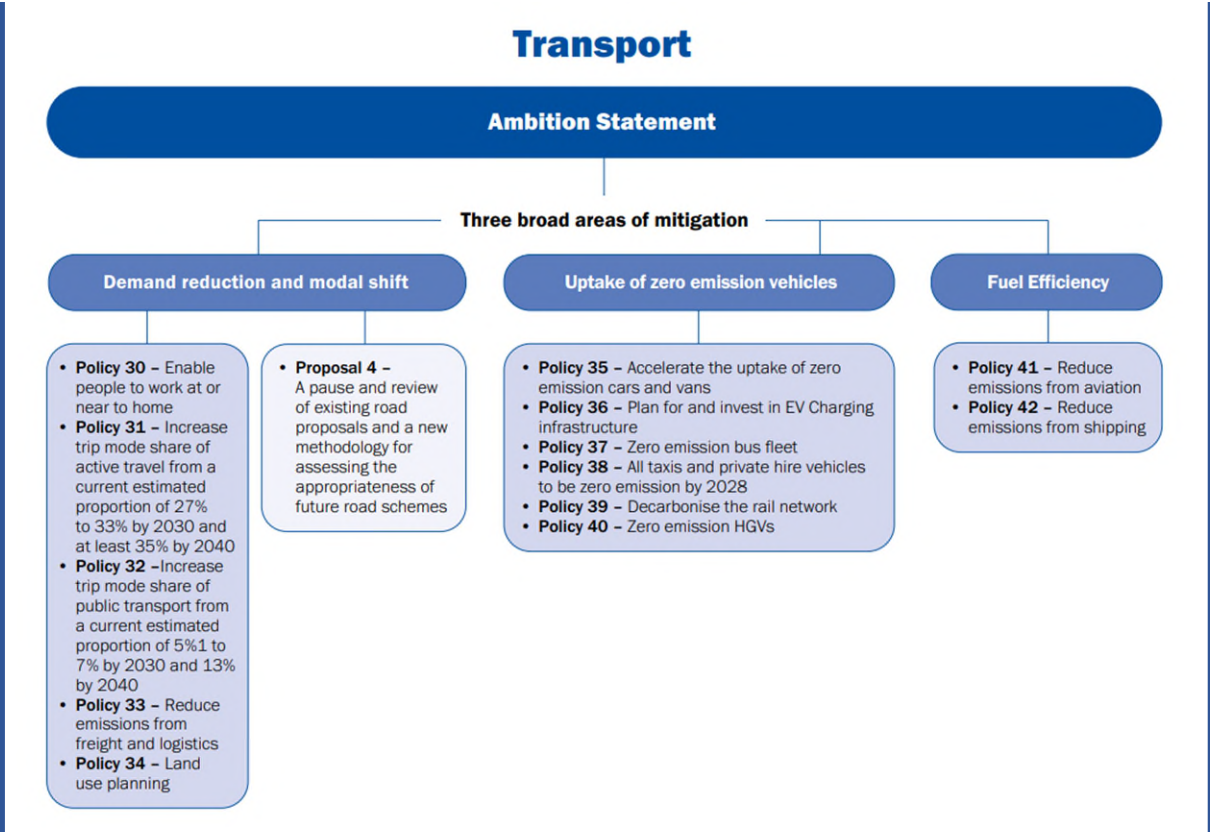 Transport
Ambition Statement
Three broad areas of mitigation
Demand reduction and modal shift
• Policy 30 – Enable
people to work at or
near to home
• Policy 31 – Increase
trip mode share of
active travel from a
current estimated
proportion of 27%
to 33% by 2030 and
at least 35% by 2040
• Policy 32 –Increase
trip mode share of
public transport from
a current estimated
proportion of 5%1 to
7% by 2030 and 13%
by 2040
• Policy 33 – Reduce
emissions from
freight and logistics
• Policy 34 – Land
use planning
• Proposal 4 –
A pause and review
of existing road
proposals and a new
methodology for
assessing the
appropriateness of
future road schemes
Uptake of zero emission vehicles
• Policy 35 – Accelerate the uptake of zero
emission cars and vans
• Policy 36 – Plan for and invest in EV Charging
infrastructure
• Policy 37 – Zero emission bus fleet
• Policy 38 – All taxis and private hire vehicles
to be zero emission by 2028
• Policy 39 – Decarbonise the rail network
• Policy 40 – Zero emission HGVs
Fuel Efficiency
• Policy 41 – Reduce
emissions from aviation
• Policy 42 – Reduce
emissions from shipping